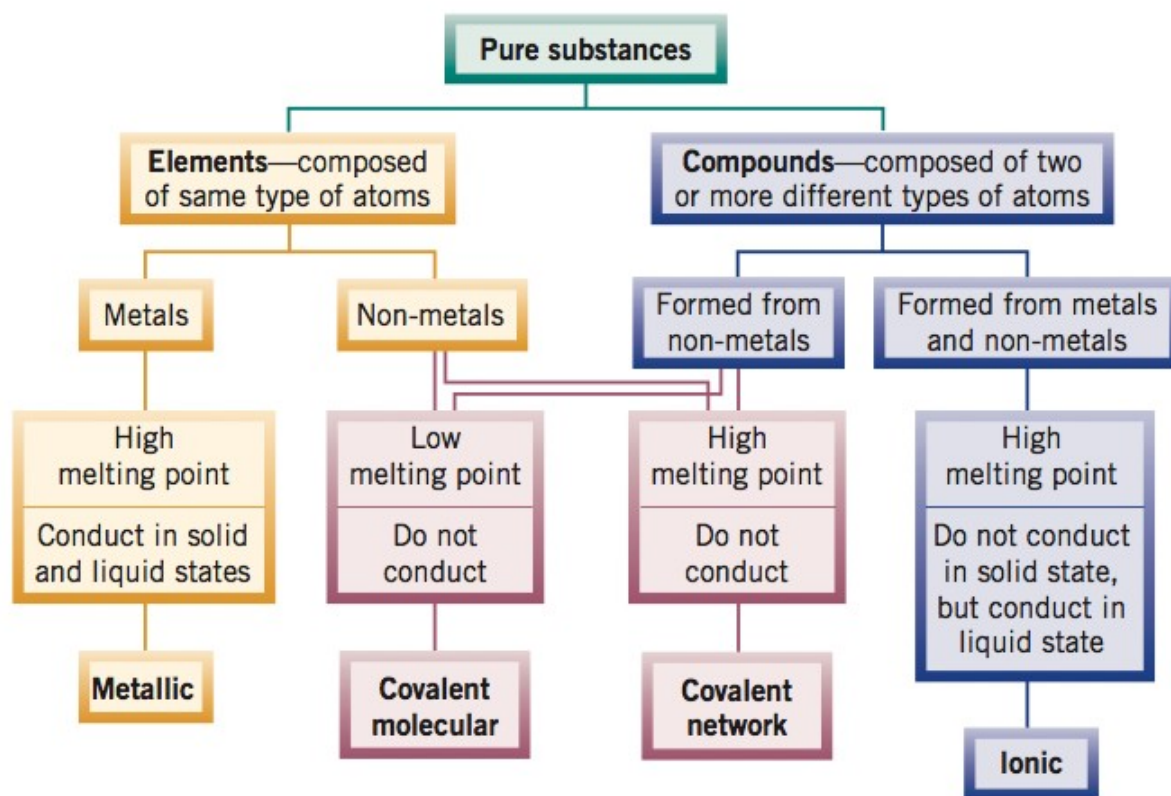 Pure substances
Elements—composed
of same type of atoms
Compounds—composed of two
or more different types of atoms
Metals
Non-metals
Formed from
non-metals
Formed from metals
and non-metals
High
melting point
Conduct in solid
and liquid states
Low
melting point
Do not
conduct
High
melting point
Do not
conduct
High
melting point
Do not conduct
in solid state,
but conduct in
liquid state
Metallic
Covalent
molecular
Covalent
network
Ionic